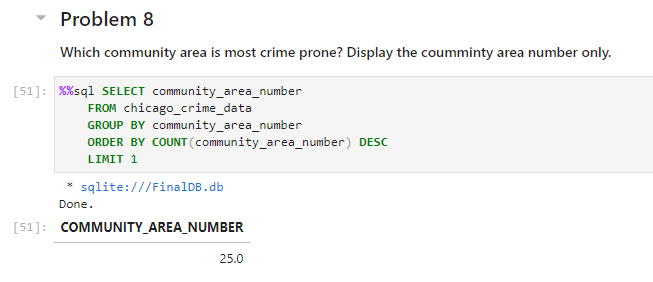 Problem 8
Which community area is most crime prone? Display the coumminty area number only.
[51]: %%sql SELECT community_area_number
FROM chicago_crime_data
GROUP BY community_area_number
ORDER BY COUNT(community_area_number) DESC
LIMIT 1
* sqlite:///FinalDB.db
Done.
[51]: COMMUNITY_AREA_NUMBER
25.0